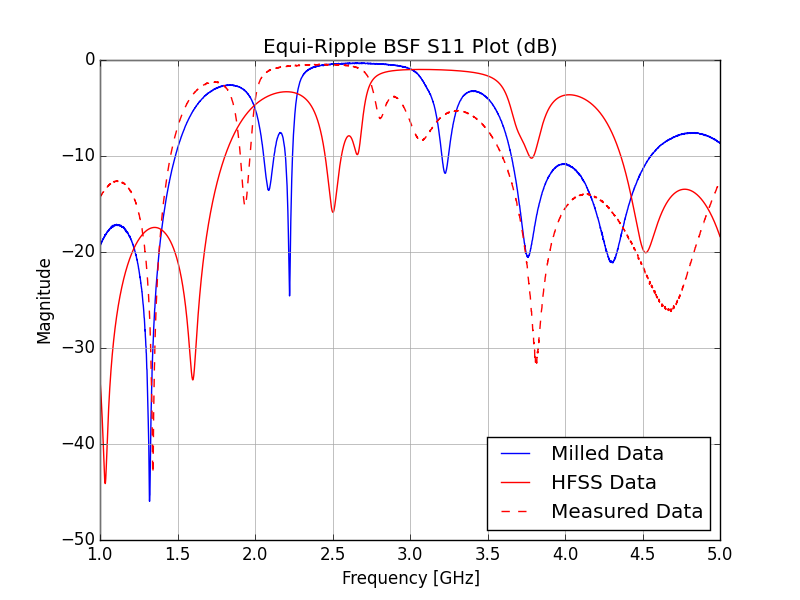 Equi-Ripple BSF S11 Plot (dB)
0
−10
−20
−30
−40
−50
Magnitude
1.0 1.5 2.0 2.5 3.0 3.5 4.0 4.5 5.0
Frequency [GHz]
Milled Data
HFSS Data
Measured Data